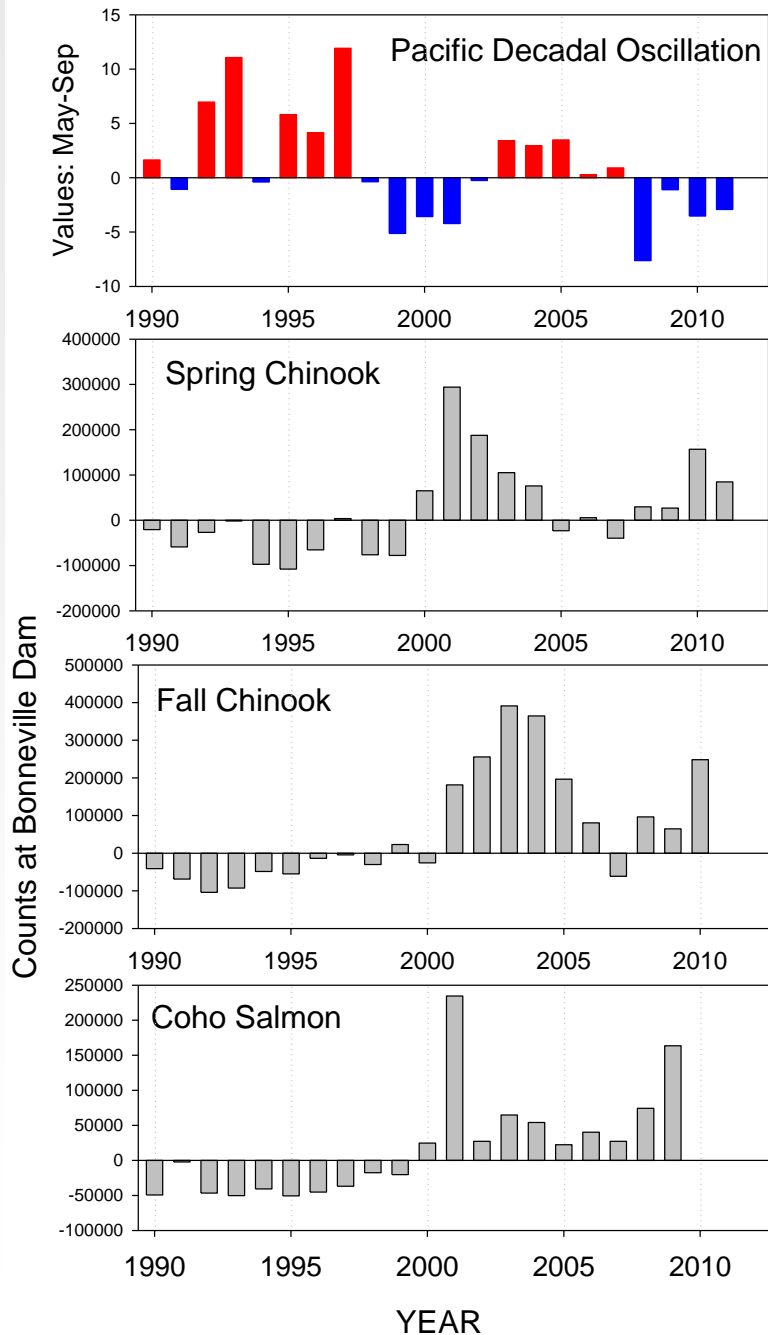 Pacific Decadal Oscillation
Values: May-Sep
15
10
5
0
-5
-10
1990 1995 2000 2005 2010
Counts at Bonneville Dam
Spring Chinook
400000
300000
200000
100000
0
-100000
-200000
1990 1995 2000 2005 2010
Fall Chinook
500000
400000
300000
200000
100000
0
-100000
-200000
1990 1995 2000 2005 2010
Coho Salmon
250000
200000
150000
100000
50000
0
-50000
-100000
1990 1995 2000 2005 2010
YEAR